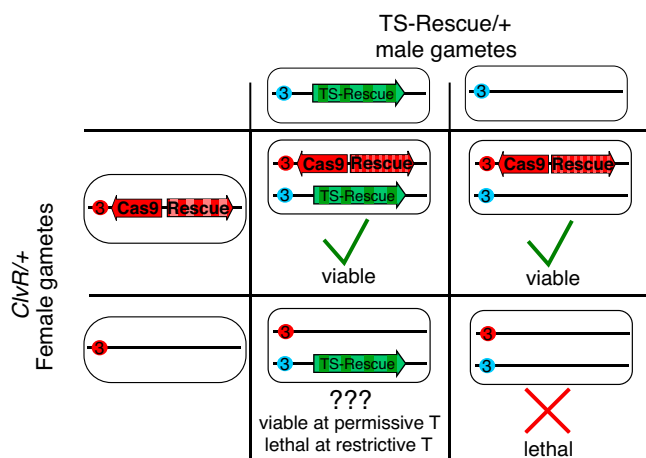 TS-Rescue/+
male gametes
3 TS-Rescue
3
ClvR/+
Female gametes
3 Cas9 Rescue
3 Cas9 Rescue
3 TS-Rescue
viable
3 Cas9 Rescue
3
viable
3
3
3 TS-Rescue
???
viable at permissive T
lethal at restrictive T
3
3
lethal